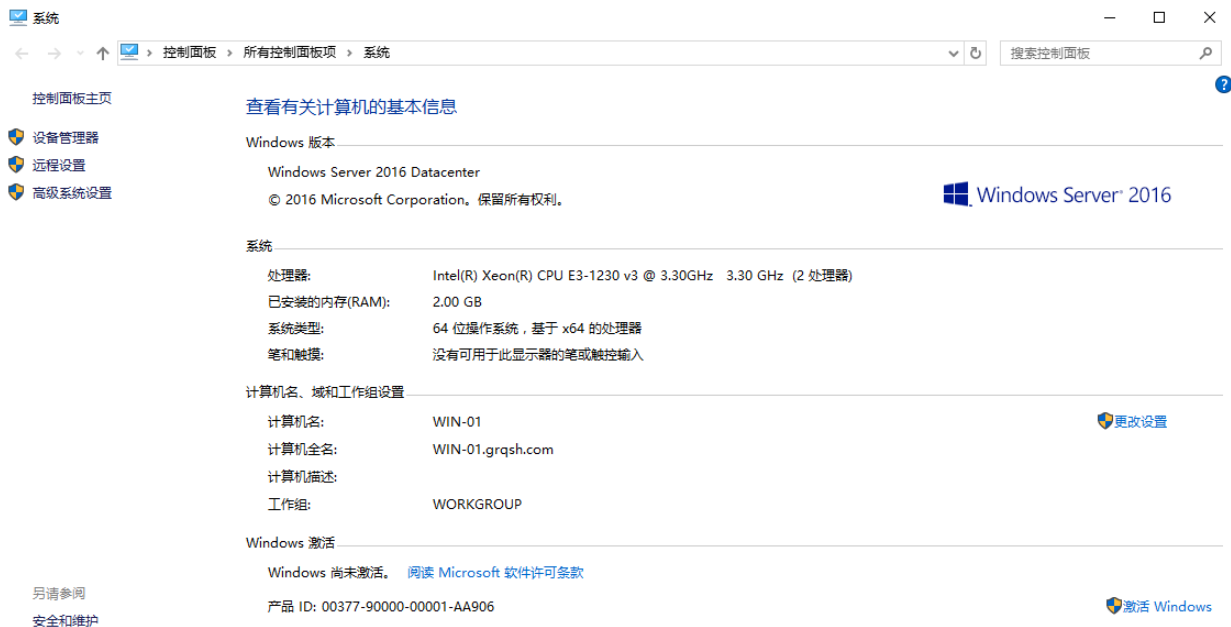 系统
控制面板 › 所有控制面板项 › 系统
搜索控制面板
控制面板主页
设备管理器
远程设置
高级系统设置
查看有关计算机的基本信息
Windows 版本
Windows Server 2016 Datacenter
© 2016 Microsoft Corporation。保留所有权利。
Windows Server® 2016
系统
处理器: Intel(R) Xeon(R) CPU E3-1230 v3 @ 3.30GHz 3.30 GHz (2 处理器)
已安装的内存(RAM): 2.00 GB
系统类型: 64 位操作系统，基于 x64 的处理器
笔和触摸: 没有可用于此显示器的笔或触控输入
计算机名、域和工作组设置
计算机名: WIN-01 更改设置
计算机全名: WIN-01.grqsh.com
计算机描述:
工作组: WORKGROUP
Windows 激活
Windows 尚未激活。 阅读 Microsoft 软件许可条款
产品 ID: 00377-90000-00001-AA906 激活 Windows
另请参阅
安全和维护